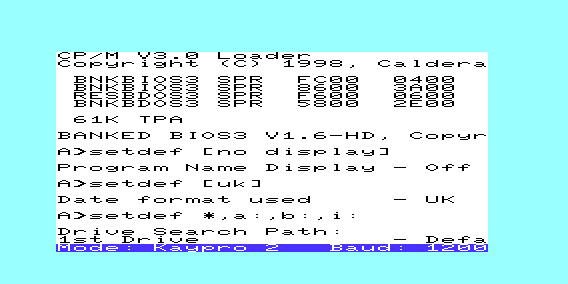 CP/M V3.0 Loader
Copyright (C) 1998, Caldera
BNKBIOS3 SPR FC00 0400
BNKBIOS3 SPR 8600 3A00
RESBDOS3 SPR F600 0600
BNKBDOS3 SPR 5800 2E00
61K TPA
BANKED BIOS3 V1.6-HD, Copyr
A>setdef [no display]
Program Name Display - Off
A>setdef [uk]
Date format used - UK
A>setdef *,a:,b:,i:
Drive Search Path:
1st Drive - Defa
Mode: Kaypro 2 Baud: 1200